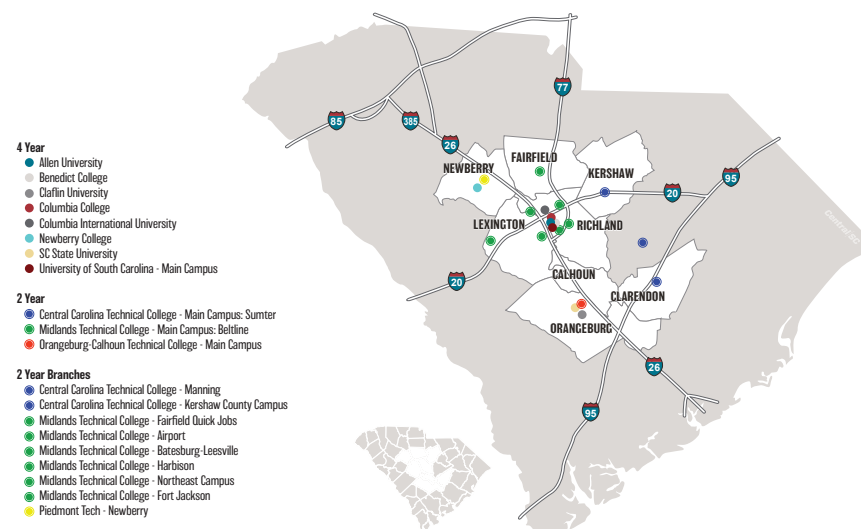 4 Year
Allen University
Benedict College
Claflin University
Columbia College
Columbia International University
Newberry College
SC State University
University of South Carolina - Main Campus
2 Year
Central Carolina Technical College - Main Campus: Sumter
Midlands Technical College - Main Campus: Beltline
Orangeburg-Calhoun Technical College - Main Campus
2 Year Branches
Central Carolina Technical College - Manning
Central Carolina Technical College - Kershaw County Campus
Midlands Technical College - Fairfield Quick Jobs
Midlands Technical College - Airport
Midlands Technical College - Batesburg-Leesville
Midlands Technical College - Harbison
Midlands Technical College - Northeast Campus
Midlands Technical College - Fort Jackson
Piedmont Tech - Newberry
77
85
385
26
NEWBERRY
FAIRFIELD
KERSHAW
95
20
LEXINGTON
RICHLAND
Central SC
20
CALHOUN
CLARENDON
ORANGEBURG
26
95